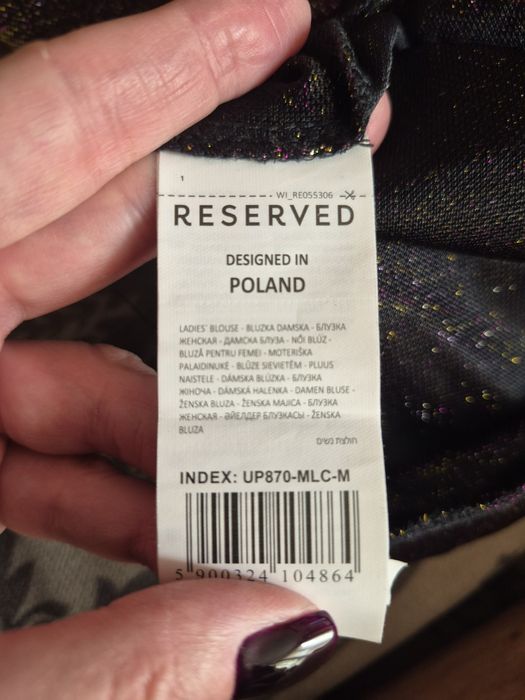 1
WI_RE055306
RESERVED
DESIGNED IN
POLAND
LADIES' BLOUSE - BLUZKA DAMSKA - БЛУЗКА
ЖЕНСКАЯ - ДАМСКА БЛУЗА - NŐI BLÚZ -
BLUZĂ PENTRU FEMEI - MOTERIŠKA
PALAIDINUKĖ - BLŪZE SIEVIETĒM - PLUUS
NAISTELE - DÁMSKA BLÚZKA - БЛУЗКА
ЖІНОЧА - DÁMSKÁ HALENKA - DAMEN BLUSE -
ŽENSKA BLUZA - ŽENSKA MAJICA - БЛУЗКА
ЖЕНСКАЯ - ӘЙЕЛДЕР БЛУЗКАСЫ - ŽENSKA
BLUZA
חולצת נשים
INDEX: UP870-MLC-M
5 900324 104864